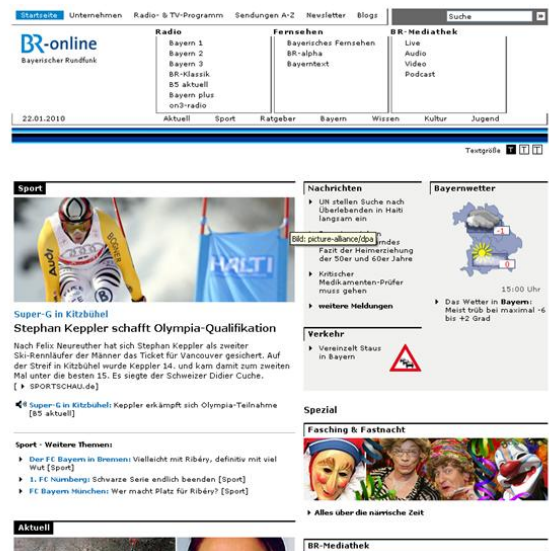 Startseite Unternehmen Radio- & TV-Programm Sendungen A-Z Newsletter Blogs Suche
BR-online
Bayerischer Rundfunk
Radio
Bayern 1
Bayern 2
Bayern 3
BR-Klassik
B5 aktuell
Bayern plus
on3-radio
Fernsehen
Bayerisches Fernsehen
BR-alpha
Bayerntext
BR-Mediathek
Live
Audio
Video
Podcast
22.01.2010
Aktuell Sport Ratgeber Bayern Wissen Kultur Jugend
Textgröße T T T
Sport
Audi
BOGNER
HALTI
Bild: picture-alliance/dpa
Super-G in Kitzbühel
Stephan Keppler schafft Olympia-Qualifikation
Nach Felix Neureuther hat sich Stephan Keppler als zweiter
Ski-Rennläufer der Männer das Ticket für Vancouver gesichert. Auf
der Streif in Kitzbühel wurde Keppler 14. und kam damit zum zweiten
Mal unter die besten 15. Es siegte der Schweizer Didier Cuche.
[ SPORTSCHAU.de]
Super-G in Kitzbühel: Keppler erkämpft sich Olympia-Teilnahme
[B5 aktuell]
Sport - Weitere Themen:
Der FC Bayern in Bremen: Vielleicht mit Ribéry, definitiv mit viel
Wut [Sport]
1. FC Nürnberg: Schwarze Serie endlich beenden [Sport]
FC Bayern München: Wer macht Platz für Ribéry? [Sport]
Aktuell
Nachrichten
UN stellen Suche nach
Überlebenden in Haiti
langsam ein
Fazit der Heimerziehung
der 50er und 60er Jahre
Kritischer
Medikamenten-Prüfer
muss gehen
weitere Meldungen
Verkehr
Vereinzelt Staus
in Bayern
Bayernwetter
-1
0
15:00 Uhr
Das Wetter in Bayern:
Meist trüb bei maximal -6
bis +2 Grad
Spezial
Fasching & Fastnacht
Alles über die närrische Zeit
BR-Mediathek